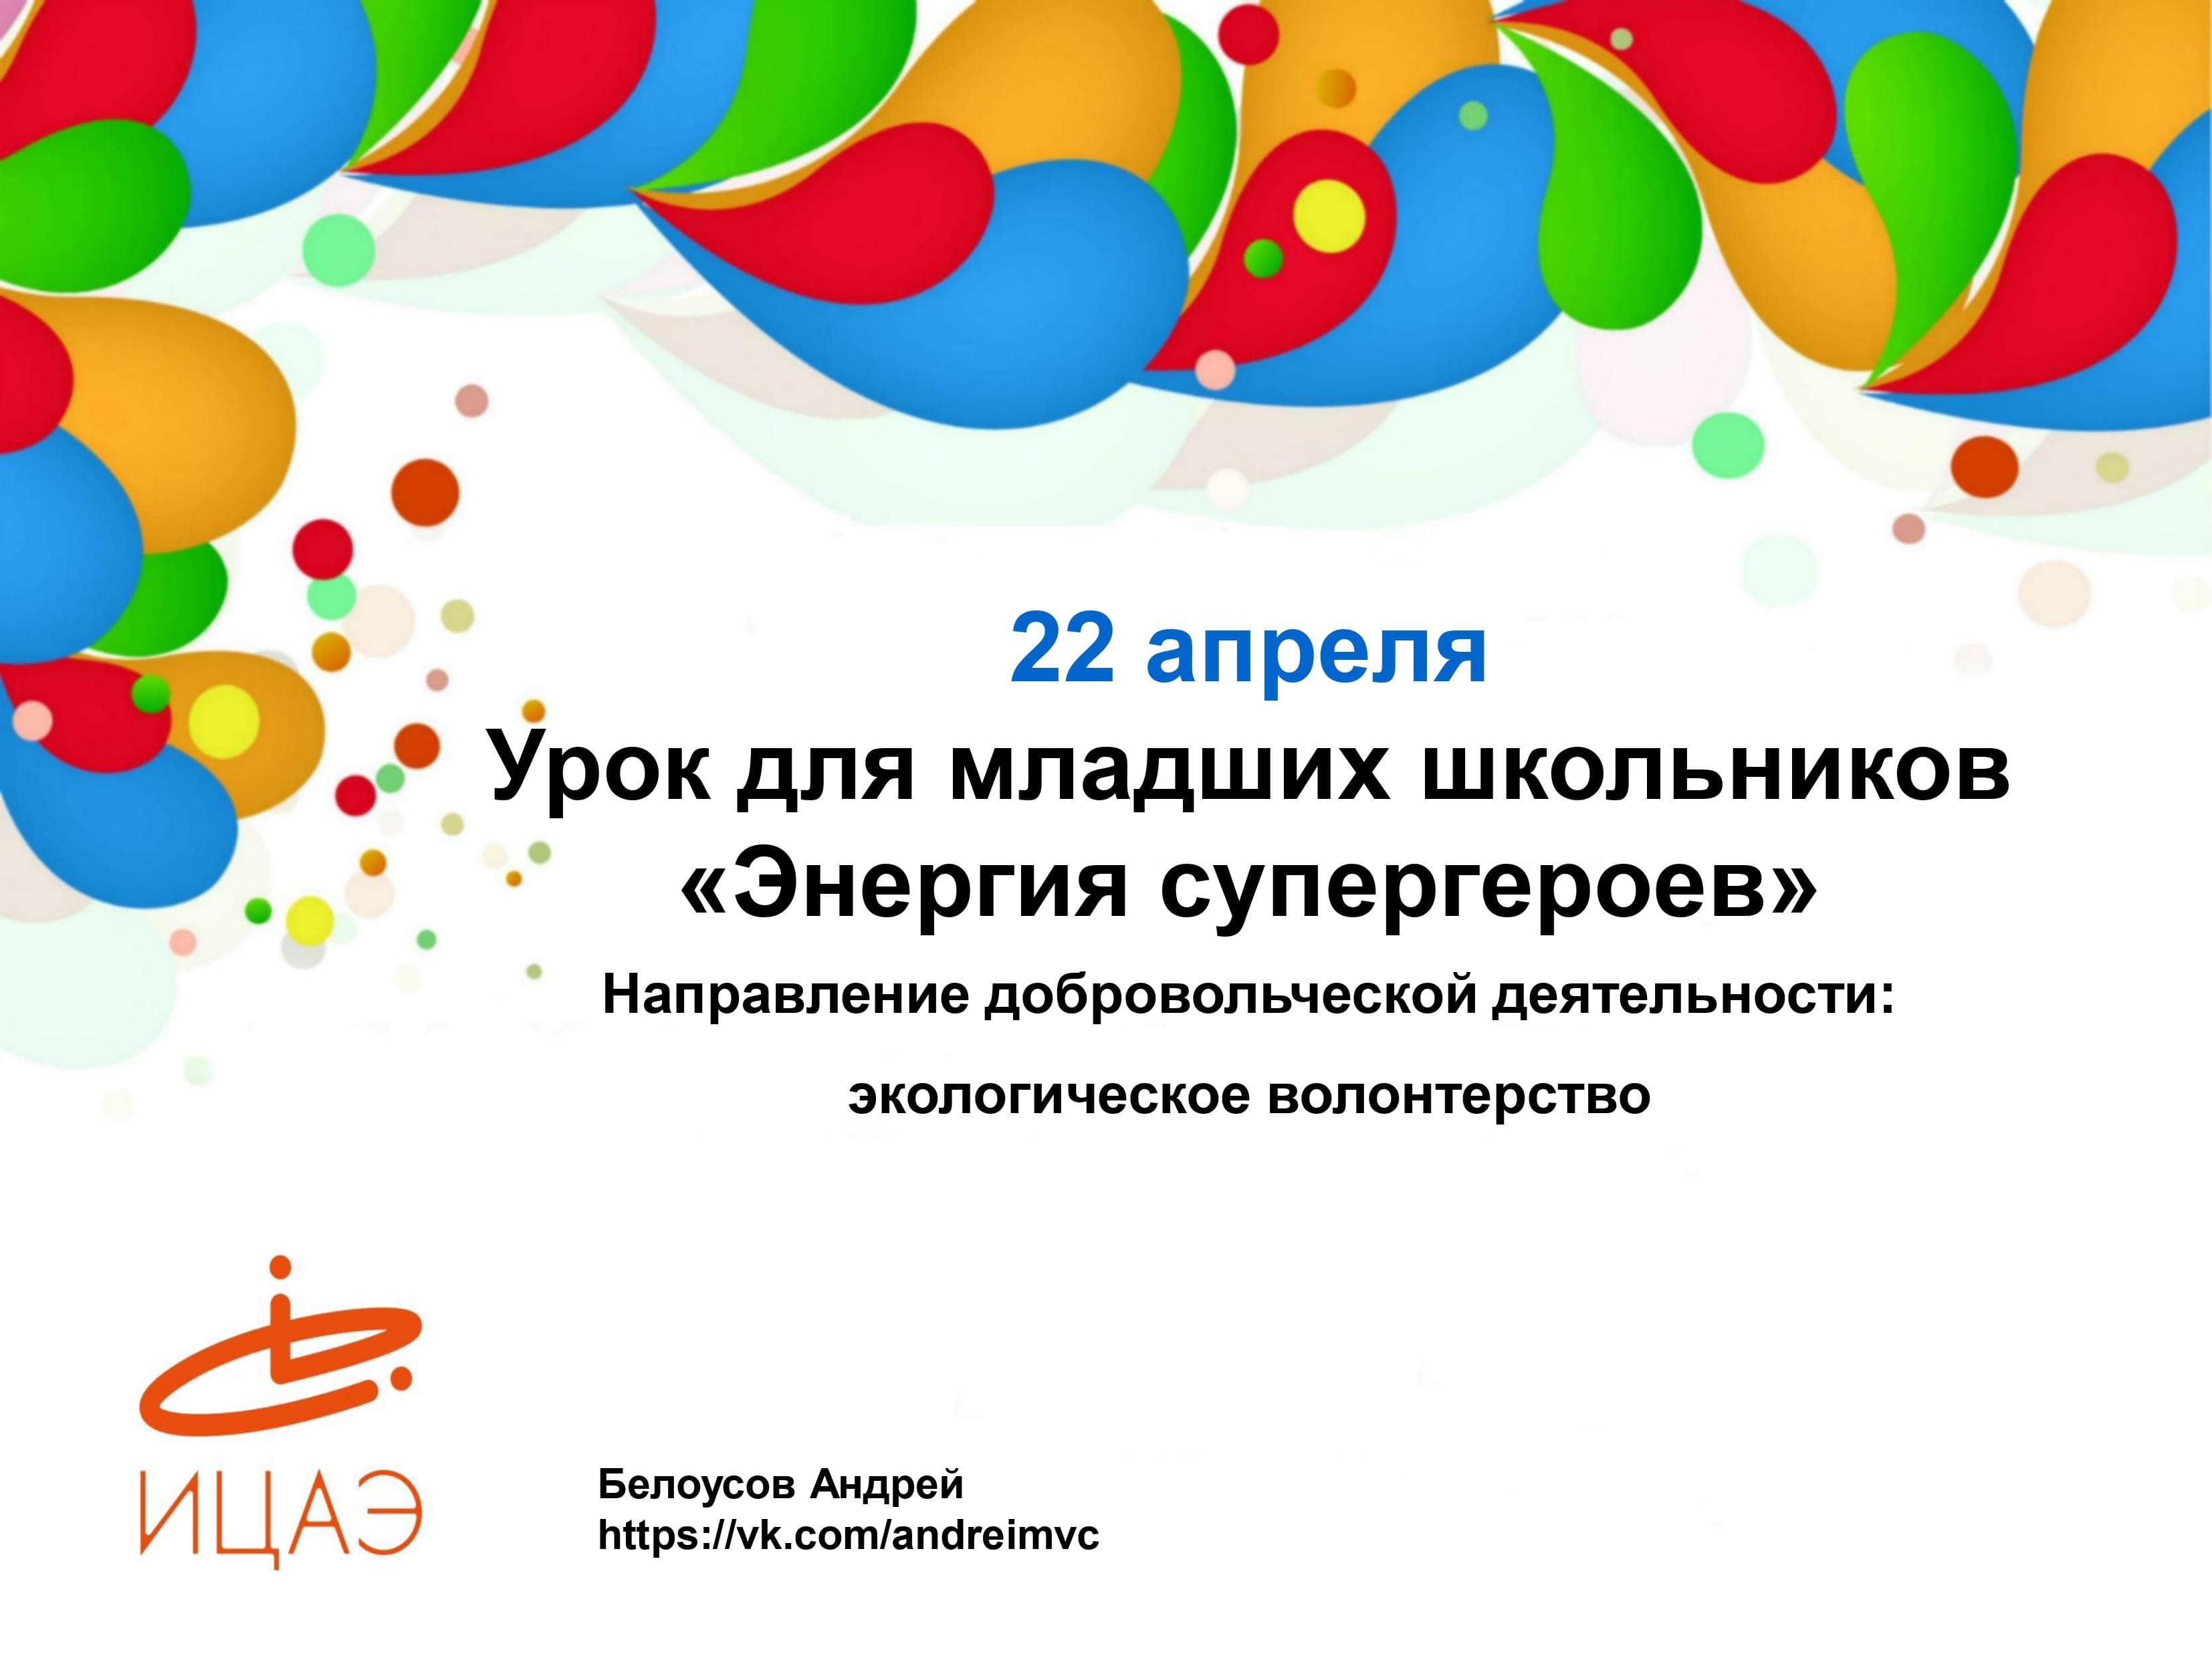 22 апреля
Урок для младших школьников
«Энергия супергероев»
Направление добровольческой деятельности:
экологическое волонтерство
ИЦАЭ
Белоусов Андрей
https://vk.com/andreimvc